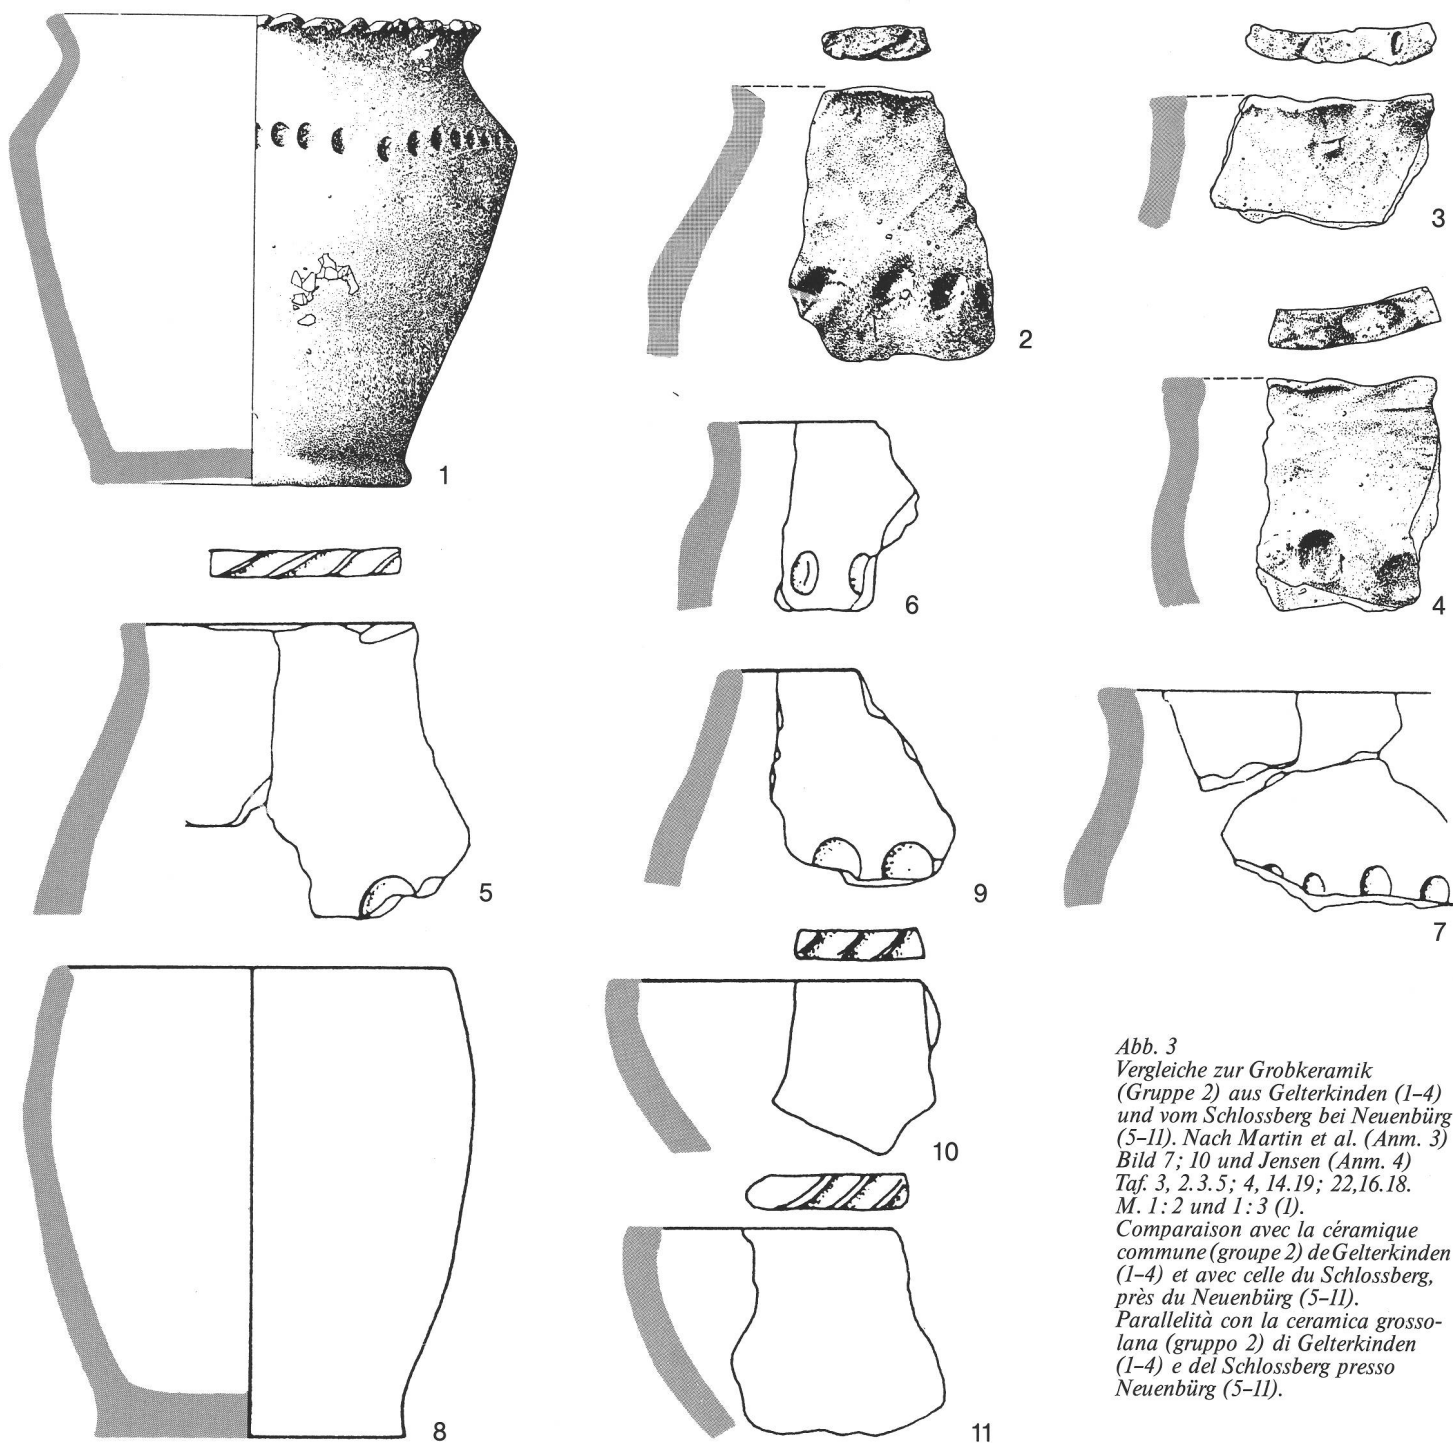 1
2
3
4
5
6
7
8
9
10
11
Abb. 3
Vergleiche zur Grobkeramik
(Gruppe 2) aus Gelterkinden (1–4)
und vom Schlossberg bei Neuenbürg
(5–11). Nach Martin et al. (Anm. 3)
Bild 7; 10 und Jensen (Anm. 4)
Taf. 3, 2.3.5; 4, 14.19; 22,16.18.
M. 1:2 und 1:3 (1).
Comparaison avec la céramique
commune (groupe 2) de Gelterkinden
(1–4) et avec celle du Schlossberg,
près du Neuenbürg (5–11).
Parallelità con la ceramica grosso-
lana (gruppo 2) di Gelterkinden
(1–4) e del Schlossberg presso
Neuenbürg (5–11).